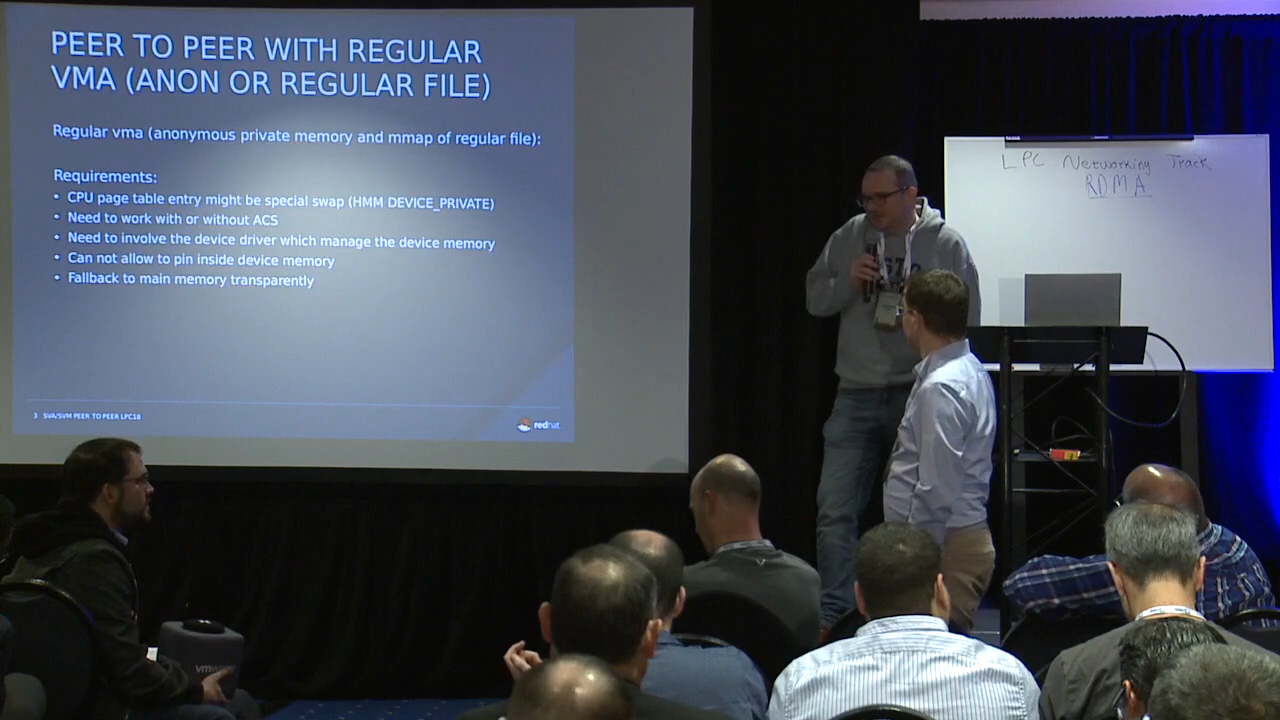 PEER TO PEER WITH REGULAR
VMA (ANON OR REGULAR FILE)
Regular vma (anonymous private memory and mmap of regular file):
Requirements:
• CPU page table entry might be special swap (HMM DEVICE_PRIVATE)
• Need to work with or without ACS
• Need to involve the device driver which manage the device memory
• Can not allow to pin inside device memory
• Fallback to main memory transparently
3 SVA/SVM PEER TO PEER LPC18
redhat.
LPC Networking Track
RDMA
vmware